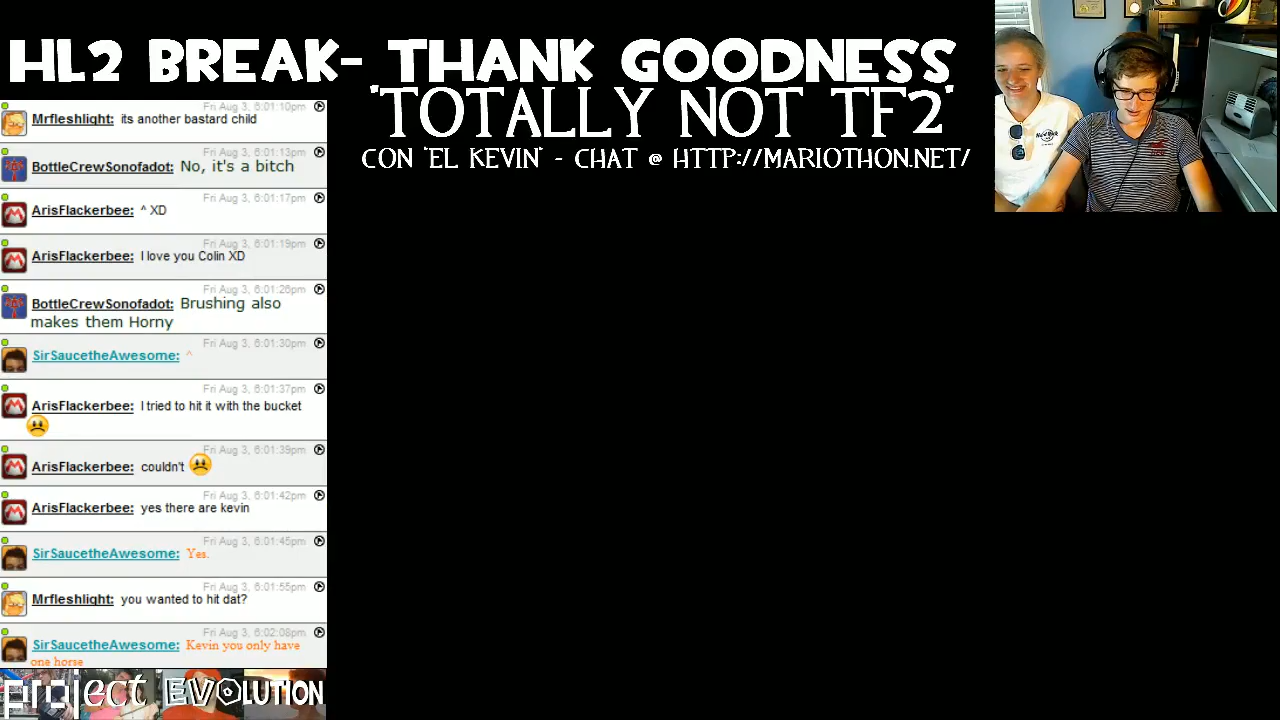 HL2 BREAK- THANK GOODNESS
"TOTALLY NOT TF2"
CON "EL KEVIN" - CHAT @ HTTP://MARIOTHON.NET/
Fri Aug 3, 6:01:10pm
Mrfleshlight: its another bastard child
Fri Aug 3, 6:01:13pm
BottleCrewSonofadot: No, it's a bitch
Fri Aug 3, 6:01:17pm
ArisFlackerbee: ^ XD
Fri Aug 3, 6:01:19pm
ArisFlackerbee: I love you Colin XD
Fri Aug 3, 6:01:26pm
BottleCrewSonofadot: Brushing also
makes them Horny
Fri Aug 3, 6:01:30pm
SirSaucetheAwesome: ^
Fri Aug 3, 6:01:37pm
ArisFlackerbee: I tried to hit it with the bucket
Fri Aug 3, 6:01:39pm
ArisFlackerbee: couldn't
Fri Aug 3, 6:01:42pm
ArisFlackerbee: yes there are kevin
Fri Aug 3, 6:01:45pm
SirSaucetheAwesome: Yes.
Fri Aug 3, 6:01:55pm
Mrfleshlight: you wanted to hit dat?
Fri Aug 3, 6:02:08pm
SirSaucetheAwesome: Kevin you only have
one horse
project EVOLUTION